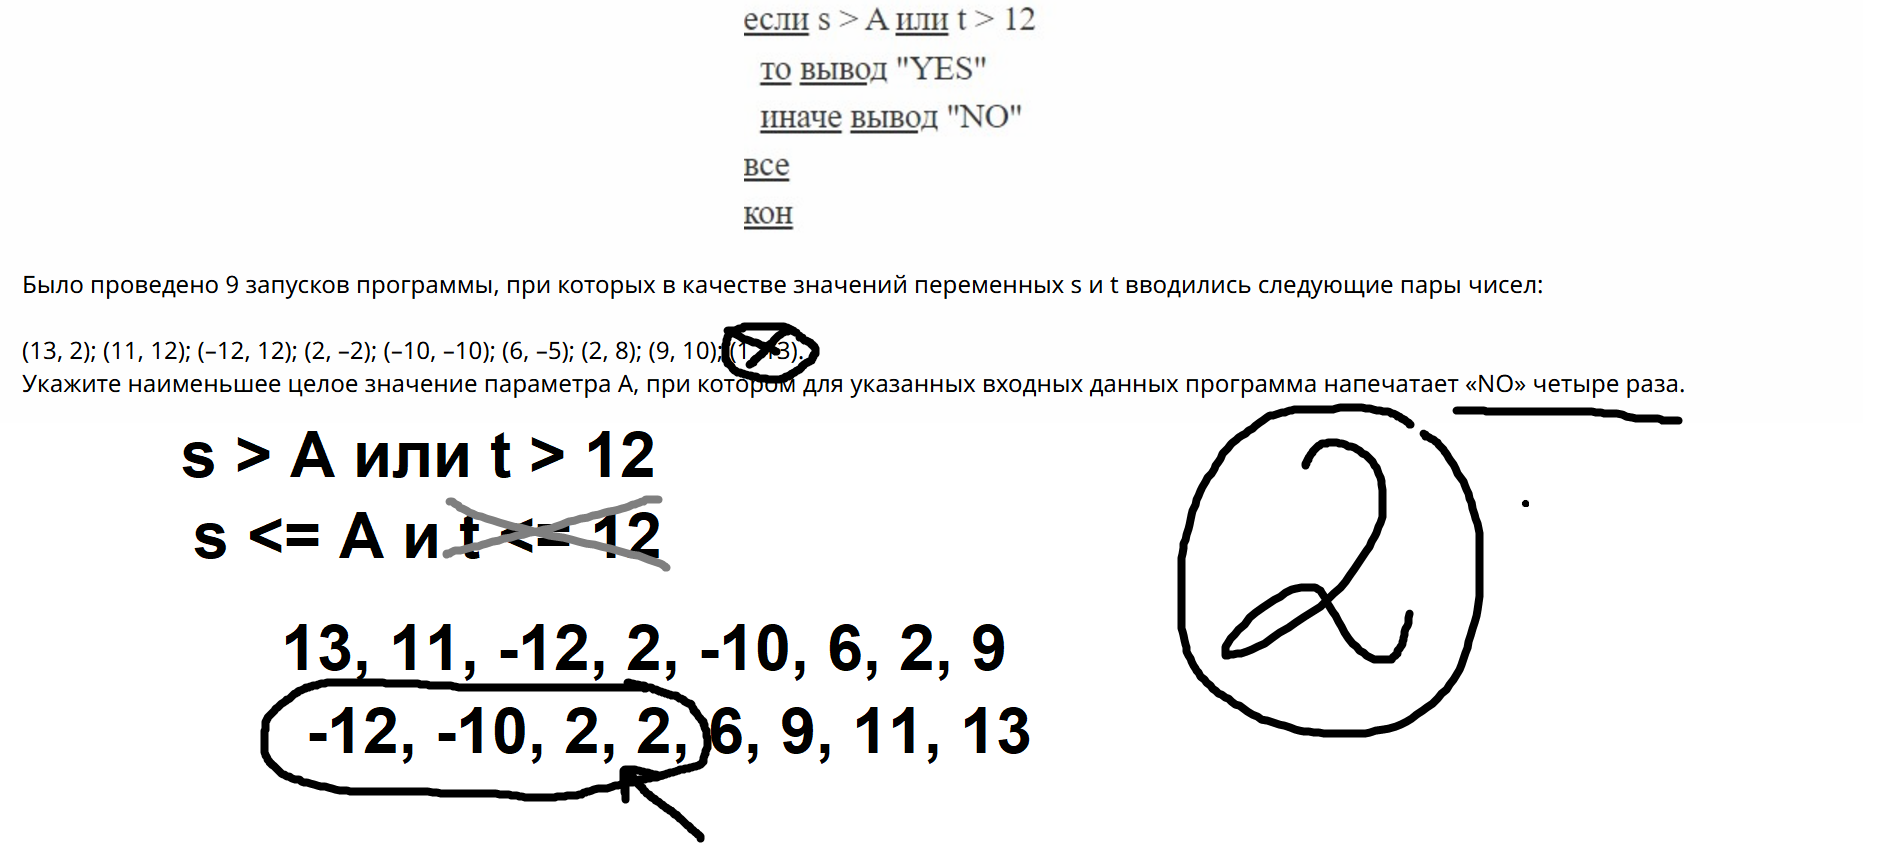 если s > A или t > 12
то вывод "YES"
иначе вывод "NO"
все
кон
Было проведено 9 запусков программы, при которых в качестве значений переменных s и t вводились следующие пары чисел:
(13, 2); (11, 12); (–12, 12); (2, –2); (–10, –10); (6, –5); (2, 8); (9, 10);
Укажите наименьшее целое значение параметра А, при котором для указанных входных данных программа напечатает «NO» четыре раза.
s > A или t > 12
s <= A и t <= 12
2
13, 11, -12, 2, -10, 6, 2, 9
-12, -10, 2, 2, 6, 9, 11, 13